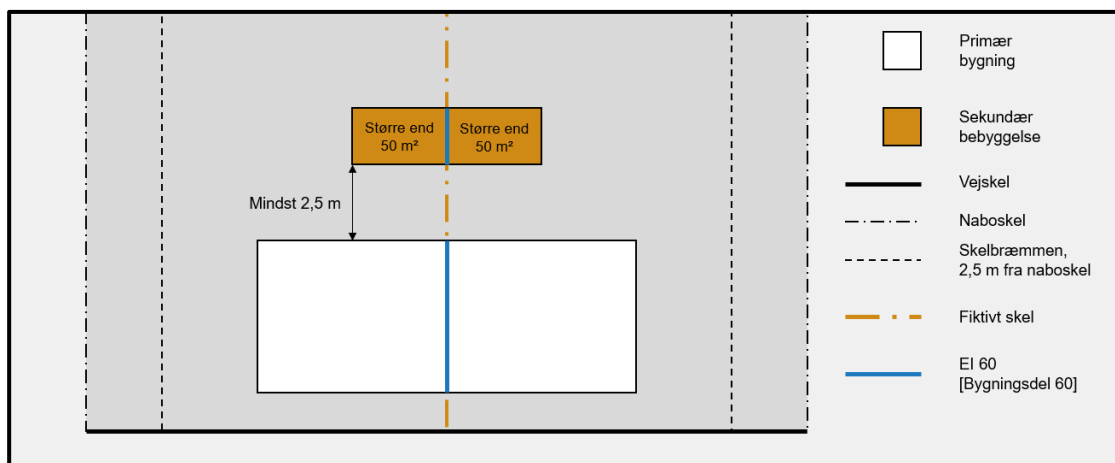 Større end
50 m²
Større end
50 m²
Mindst 2,5 m
Primær
bygning
Sekundær
bebyggelse
Vejskel
Naboskel
Skelbræmmen,
2,5 m fra naboskel
Fiktivt skel
EI 60
[Bygningsdel 60]